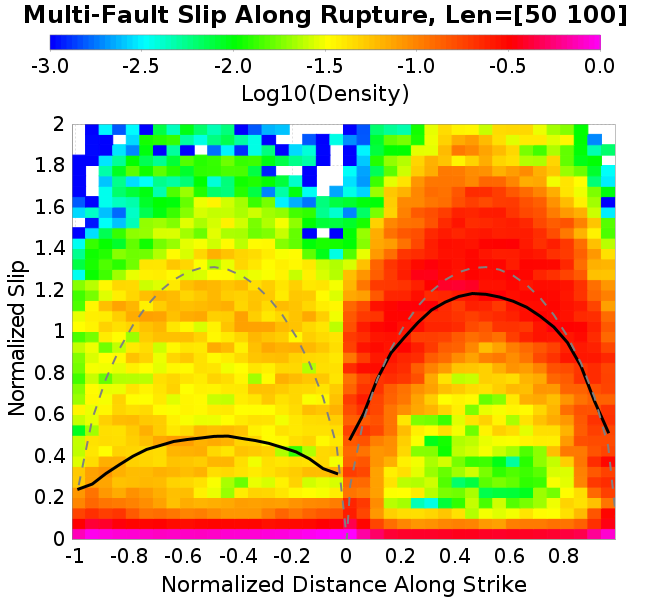 Multi-Fault Slip Along Rupture, Len=[50 100]
-3.0 -2.5 -2.0 -1.5 -1.0 -0.5 0.0
Log10(Density)
2
1.8
1.6
1.4
1.2
1
0.8
0.6
0.4
0.2
0
Normalized Slip
-1 -0.8 -0.6 -0.4 -0.2 0 0.2 0.4 0.6 0.8
Normalized Distance Along Strike